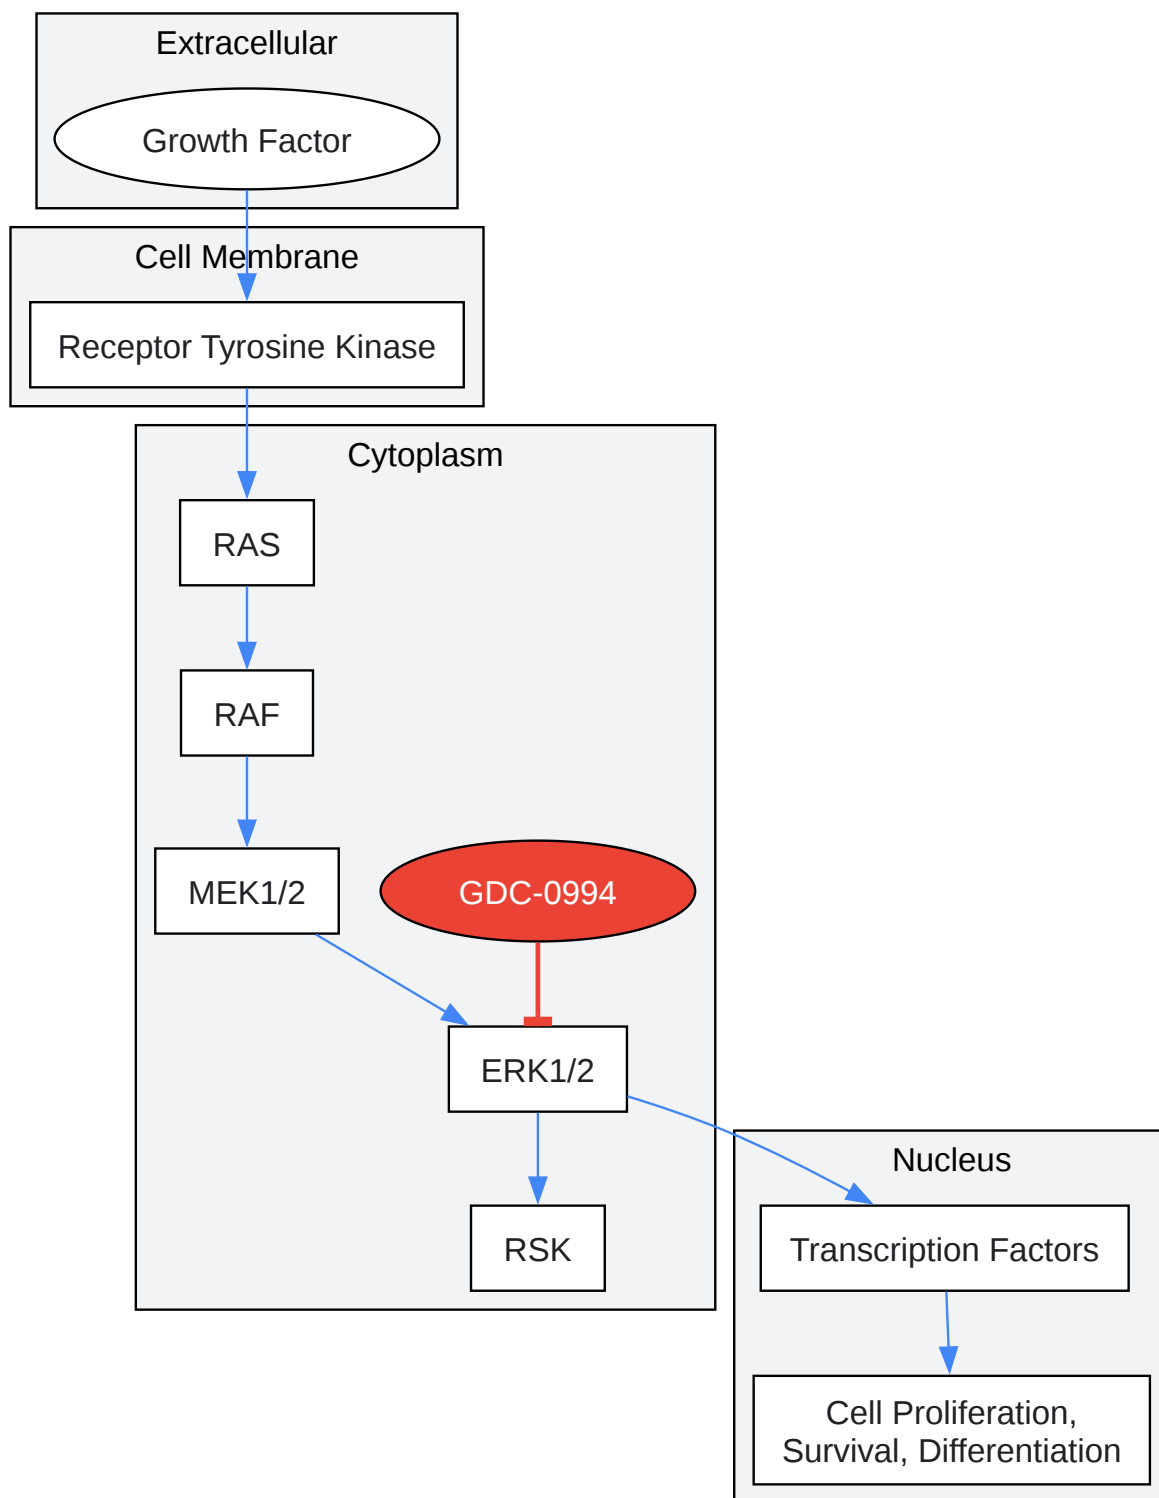 Extracellular
Growth Factor
Cell Membrane
Receptor Tyrosine Kinase
Cytoplasm
RAS
RAF
MEK1/2
GDC-0994
ERK1/2
RSK
Nucleus
Transcription Factors
Cell Proliferation,
Survival, Differentiation